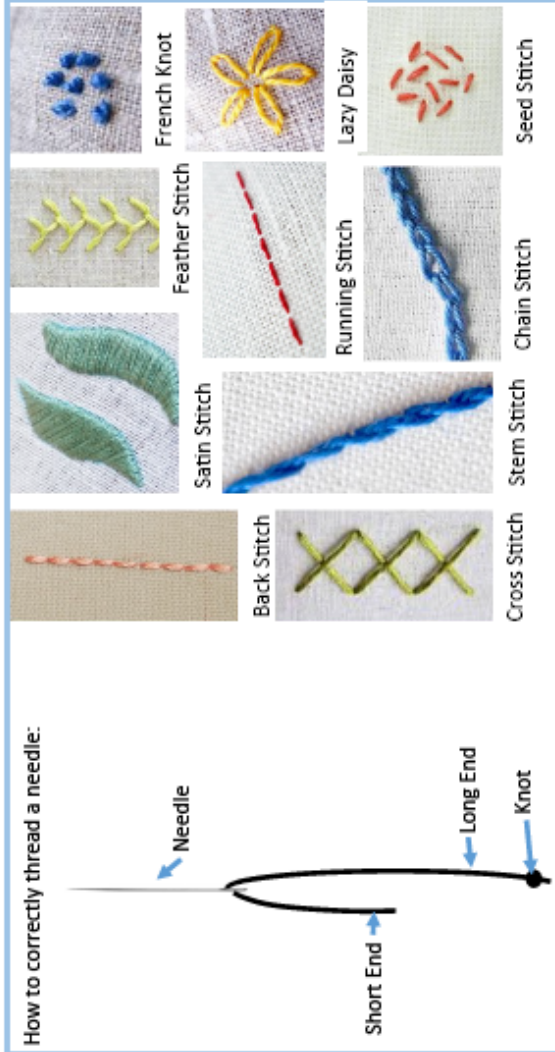 How to correctly thread a needle:
Needle
Short End
Long End
Knot
Back Stitch
Satin Stitch
Feather Stitch
French Knot
Cross Stitch
Stem Stitch
Running Stitch
Chain Stitch
Lazy Daisy
Seed Stitch